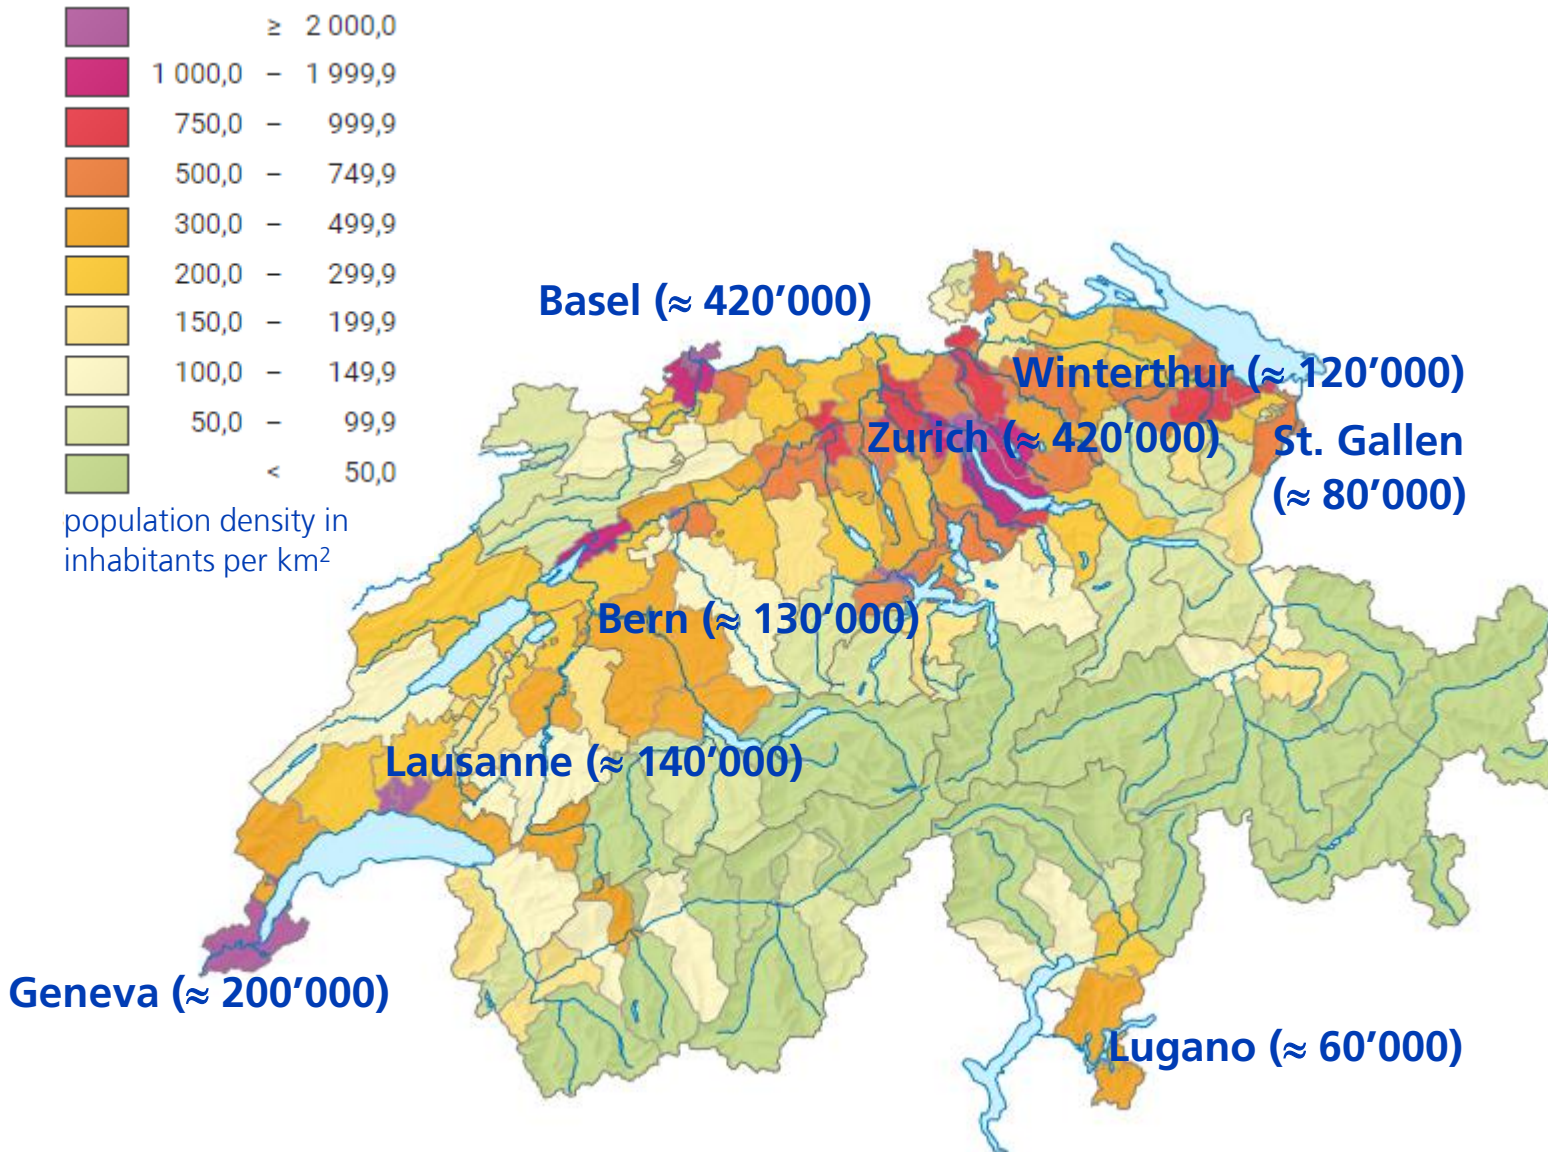 ≥ 2 000,0
1 000,0 – 1 999,9
750,0 – 999,9
500,0 – 749,9
300,0 – 499,9
200,0 – 299,9
150,0 – 199,9
100,0 – 149,9
50,0 – 99,9
< 50,0
population density in
inhabitants per km²
Basel (≈ 420’000)
Winterthur (≈ 120’000)
Zurich (≈ 420’000)
St. Gallen
(≈ 80’000)
Bern (≈ 130’000)
Lausanne (≈ 140’000)
Geneva (≈ 200’000)
Lugano (≈ 60’000)